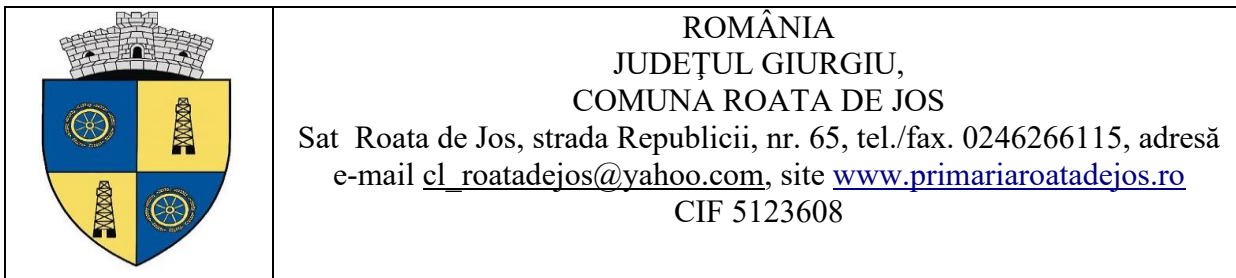 ROMÂNIA
JUDEŢUL GIURGIU,
COMUNA ROATA DE JOS
Sat Roata de Jos, strada Republicii, nr. 65, tel./fax. 0246266115, adresă
e-mail cl_roatadejos@yahoo.com, site www.primariaroatadejos.ro
CIF 5123608